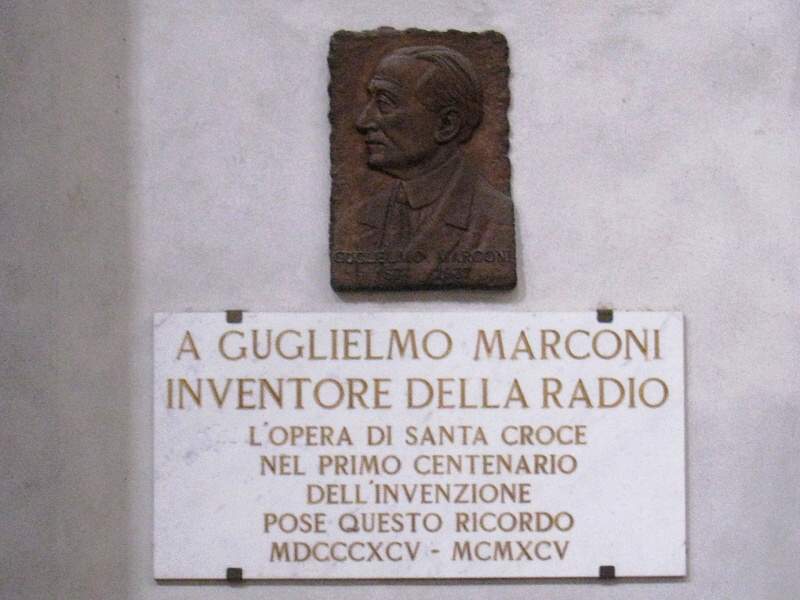 GUGLIELMO MARCONI
A GUGLIELMO MARCONI
INVENTORE DELLA RADIO
L'OPERA DI SANTA CROCE
NEL PRIMO CENTENARIO
DELL'INVENZIONE
POSE QUESTO RICORDO
MDCCCXCV - MCMXCV